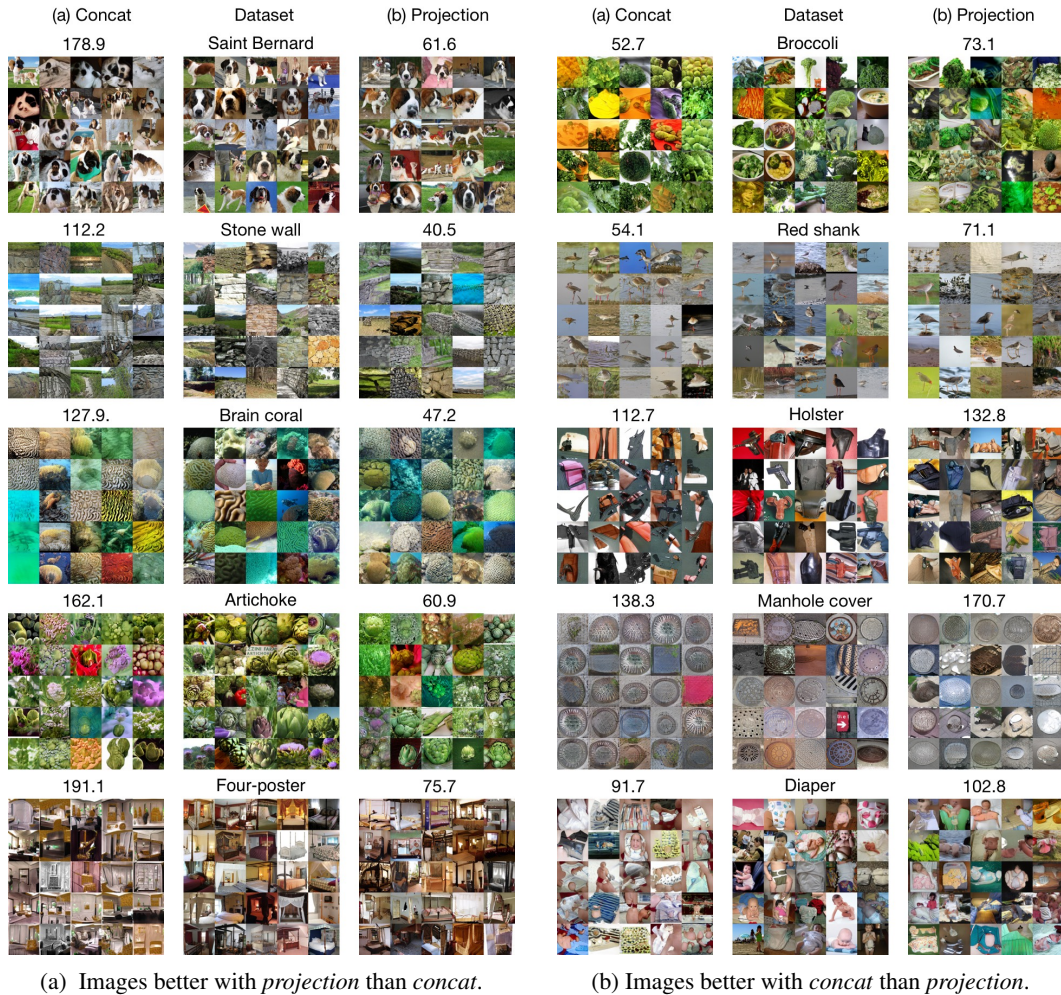 (a) Concat Dataset (b) Projection (a) Concat Dataset (b) Projection
178.9 Saint Bernard 61.6 52.7 Broccoli 73.1
112.2 Stone wall 40.5 54.1 Red shank 71.1
127.9. Brain coral 47.2 112.7 Holster 132.8
162.1 Artichoke 60.9 138.3 Manhole cover 170.7
191.1 Four-poster 75.7 91.7 Diaper 102.8
(a) Images better with projection than concat. (b) Images better with concat than projection.